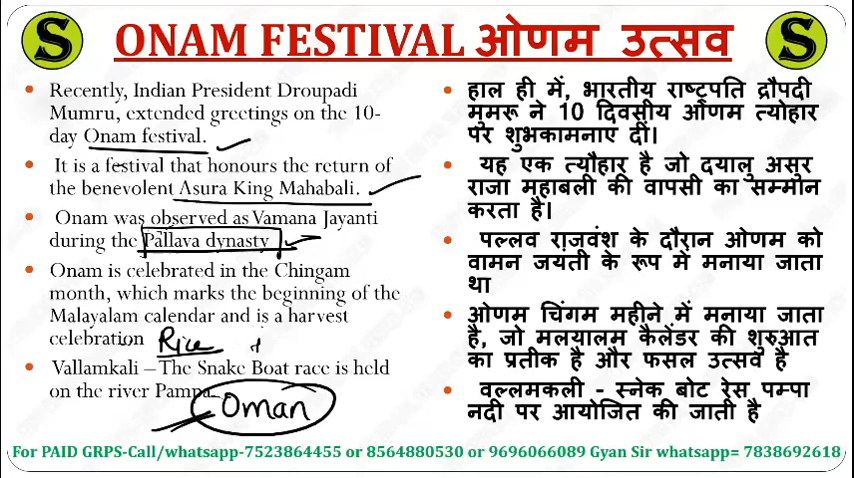 S
ONAM FESTIVAL ओणम उत्सव
S
Recently, Indian President Droupadi
Mumru, extended greetings on the 10-
day Onam festival.
It is a festival that honours the return of
the benevolent Asura King Mahabali.
Onam was observed as Vamana Jayanti
during the Pallava dynasty
Onam is celebrated in the Chingam
month, which marks the beginning of the
Malayalam calendar and is a harvest
celebration Rice
Vallamkali – The Snake Boat race is held
on the river Pampa
Oman
हाल ही में, भारतीय राष्ट्रपति द्रौपदी
मुमरू ने 10 दिवसीय ओणम त्योहार
पर शुभकामनाएं दीं।
यह एक त्यौहार है जो दयालु असुर
राजा महाबली की वापसी का सम्मान
करता है।
पल्लव राजवंश के दौरान ओणम को
वामन जयंती के रूप में मनाया जाता
था
ओणम चिंगम महीने में मनाया जाता
है, जो मलयालम कैलेंडर की शुरुआत
का प्रतीक है और फसल उत्सव है
वल्लमकली - स्नेक बोट रेस पम्पा
नदी पर आयोजित की जाती है
For PAID GRPS-Call/whatsapp-7523864455 or 8564880530 or 9696066089 Gyan Sir whatsapp= 7838692618